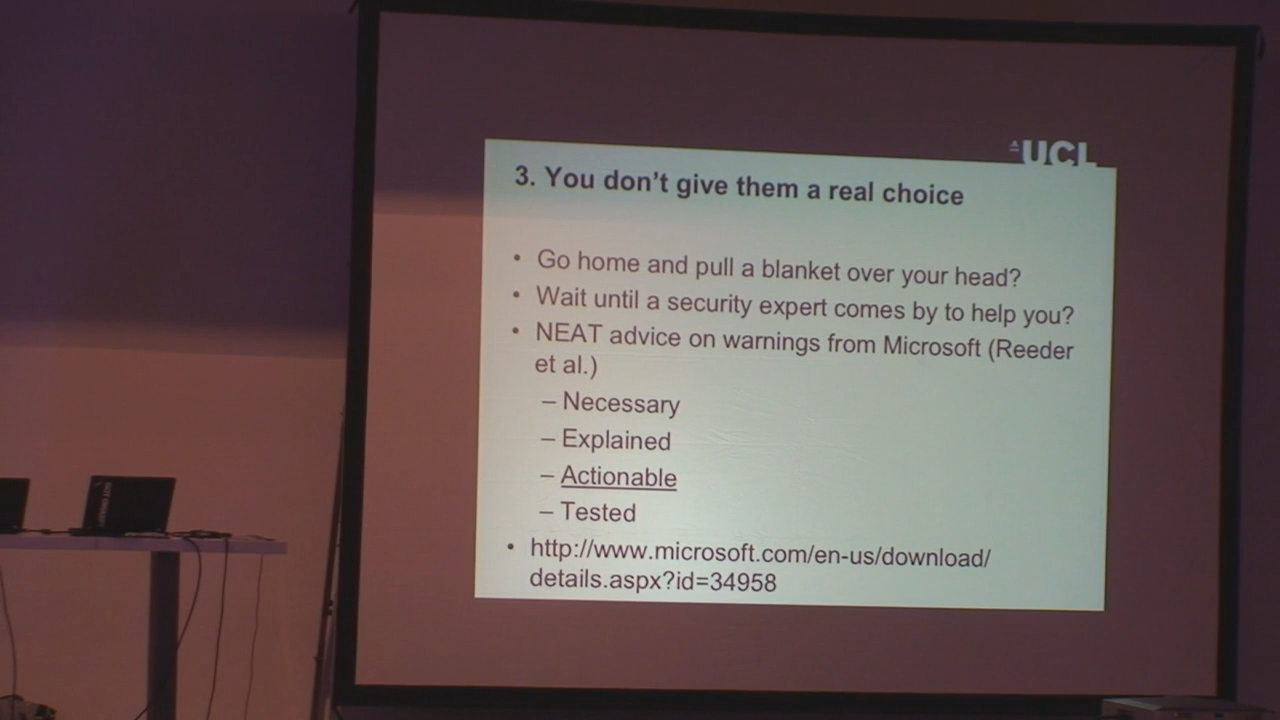 UCL
3. You don't give them a real choice
• Go home and pull a blanket over your head?
• Wait until a security expert comes by to help you?
• NEAT advice on warnings from Microsoft (Reeder
et al.)
– Necessary
– Explained
– Actionable
– Tested
• http://www.microsoft.com/en-us/download/
details.aspx?id=34958